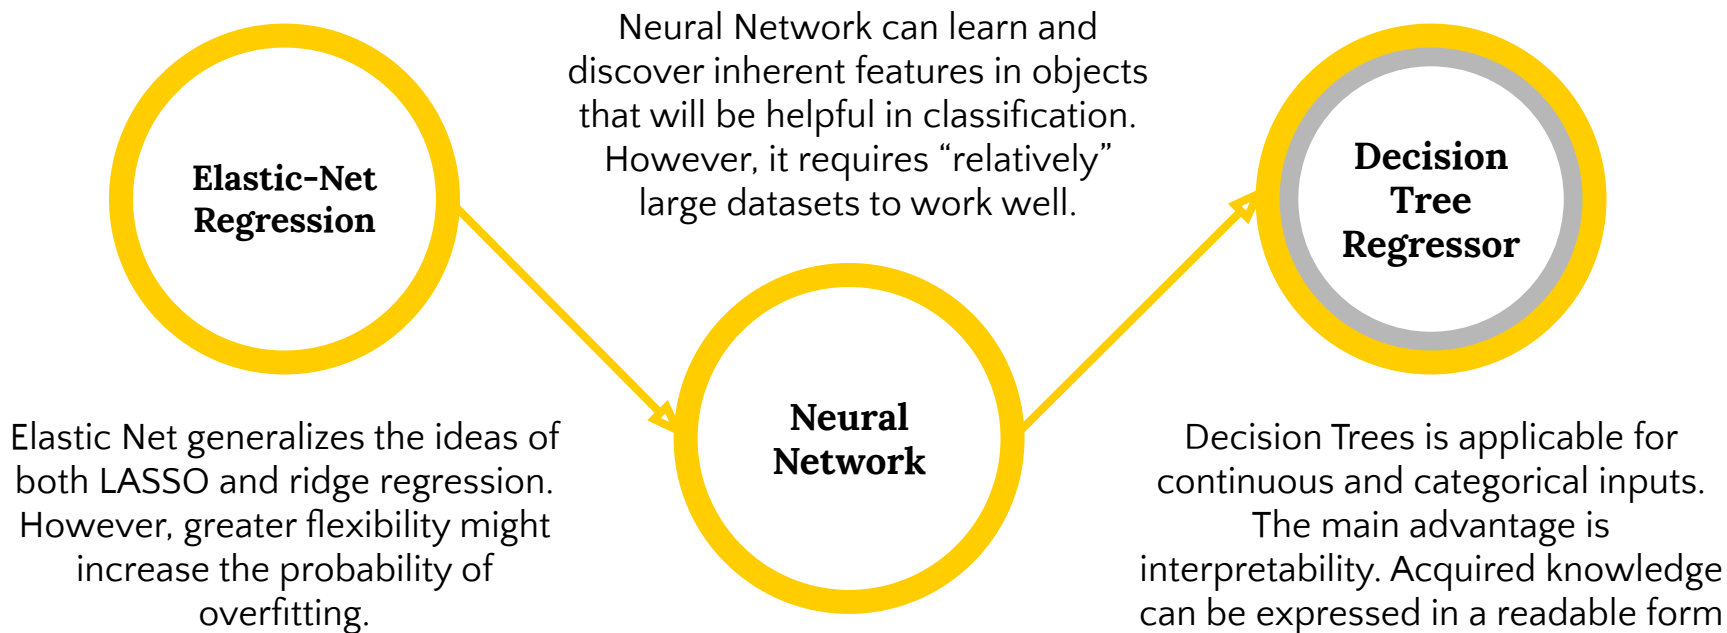 Elastic-Net
Regression
Elastic Net generalizes the ideas of
both LASSO and ridge regression.
However, greater flexibility might
increase the probability of
overfitting.
Neural Network can learn and
discover inherent features in objects
that will be helpful in classification.
However, it requires “relatively”
large datasets to work well.
Neural
Network
Decision
Tree
Regressor
Decision Trees is applicable for
continuous and categorical inputs.
The main advantage is
interpretability. Acquired knowledge
can be expressed in a readable form